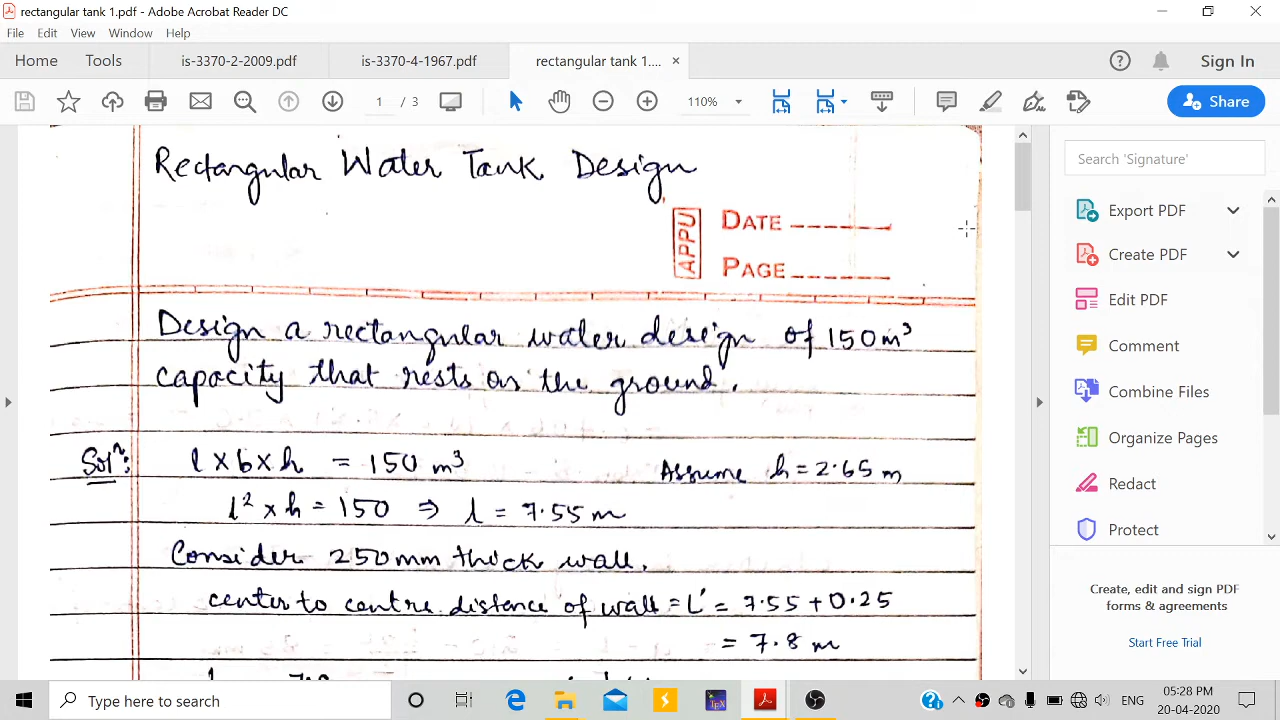 rectangular tank 1.pdf - Adobe Acrobat Reader DC
File Edit View Window Help
Home Tools is-3370-2-2009.pdf is-3370-4-1967.pdf rectangular tank 1.... ×
Sign In
1 / 3 110% Share
Rectangular Water Tank Design
APPU
DATE
PAGE
Design a rectangular water design of 150m³
capacity that rests on the ground.
Solⁿ: l x b x h = 150 m³ Assume h = 2.65 m
l² x h = 150 ⇒ l = 7.55 m
Consider 250mm thick wall,
center to centre distance of wall = L' = 7.55 + 0.25
= 7.8 m
Search 'Signature'
Export PDF
Create PDF
Edit PDF
Comment
Combine Files
Organize Pages
Redact
Protect
Create, edit and sign PDF
forms & agreements
Start Free Trial
Type here to search
ENG
05:28 PM
20-04-2020